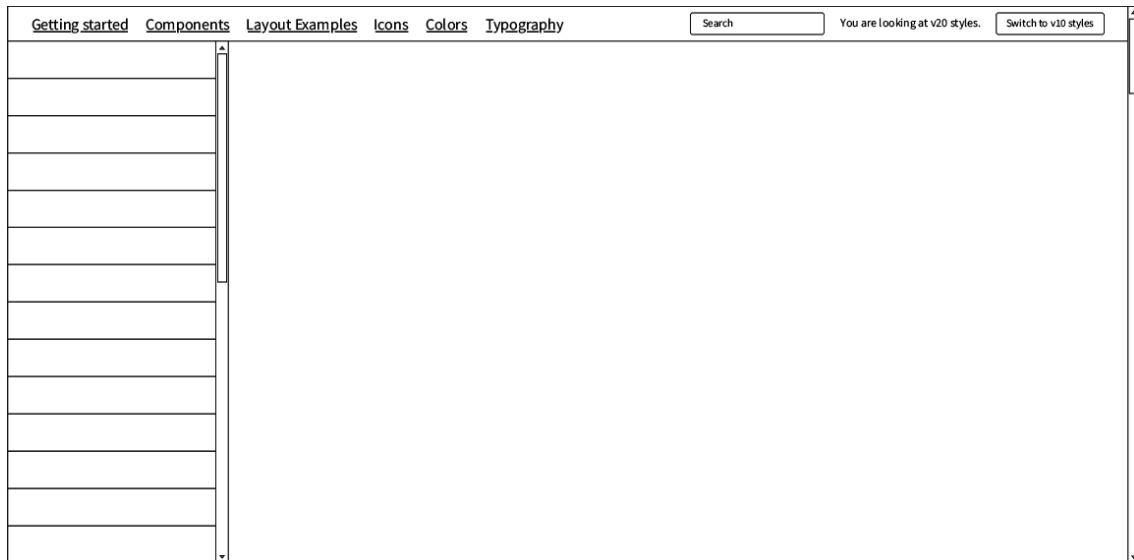 Getting started Components Layout Examples Icons Colors Typography Search You are looking at v20 styles. Switch to v10 styles